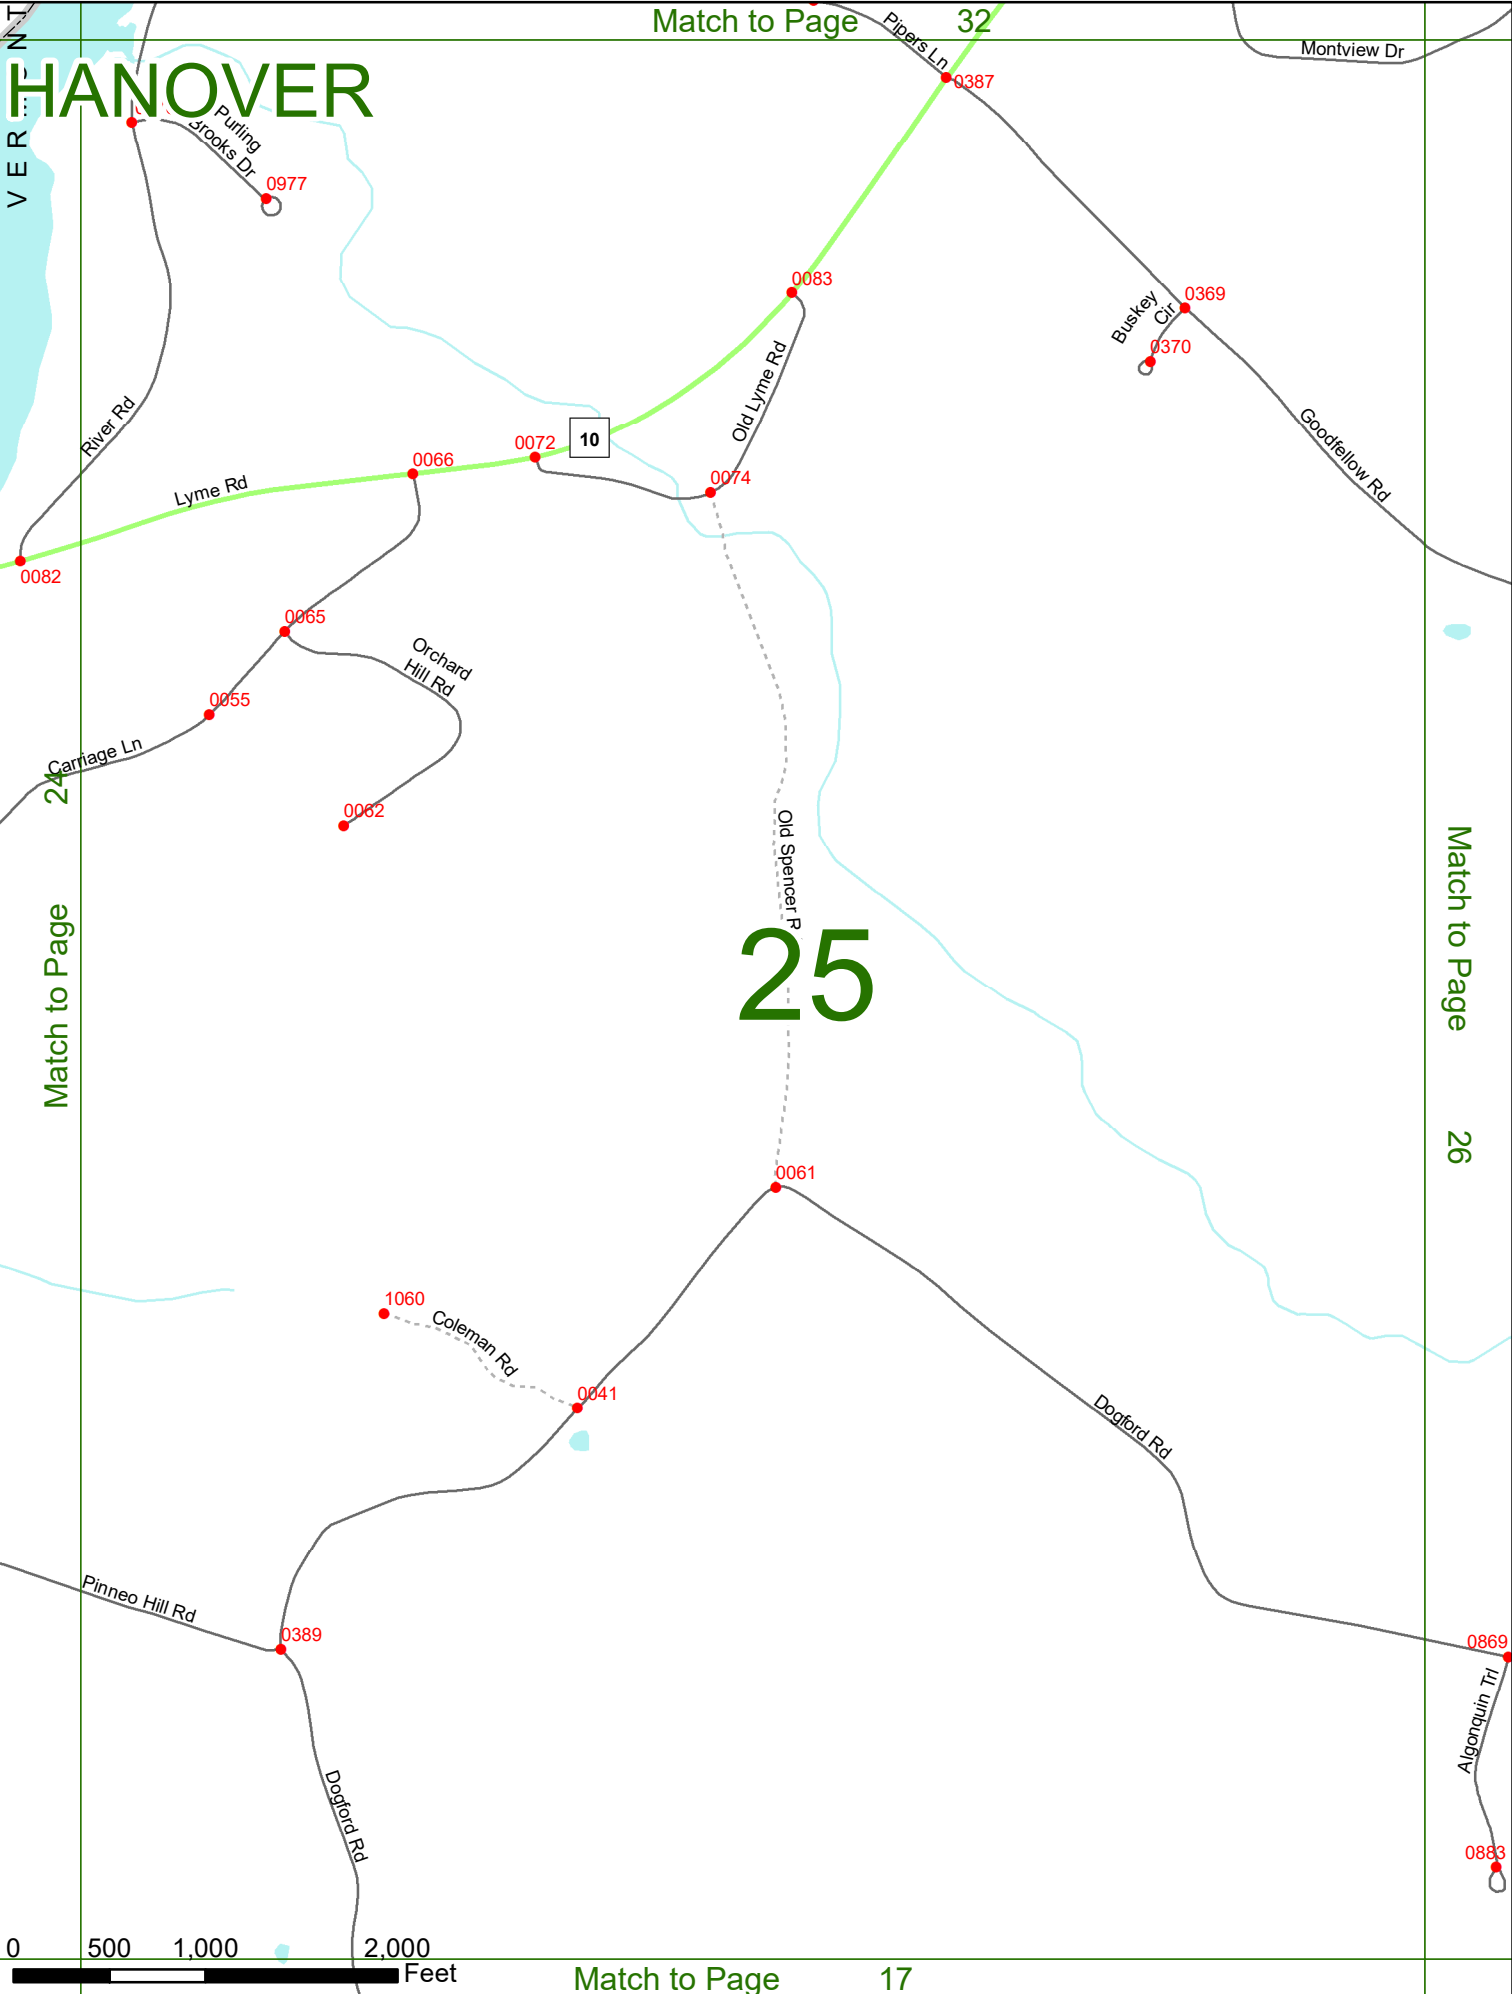 Match to Page 32
Pipers Ln
Montview Dr
HANOVER
0387
Purling
Brooks Dr
0977
0083
0369
Buskey
Cir
0370
River Rd
Old Lyme Rd
Goodfellow Rd
10
0072
0066
0074
Lyme Rd
0082
0065
Orchard
Hill Rd
0055
Carriage Ln
0062
Old Spencer R
Match to Page 24
25
Match to Page 26
0061
1060
Coleman Rd
0041
Dogford Rd
Pinneo Hill Rd
0389
0869
Algonquin Trl
Dogford Rd
0883
0 500 1,000 2,000
Feet
Match to Page 17